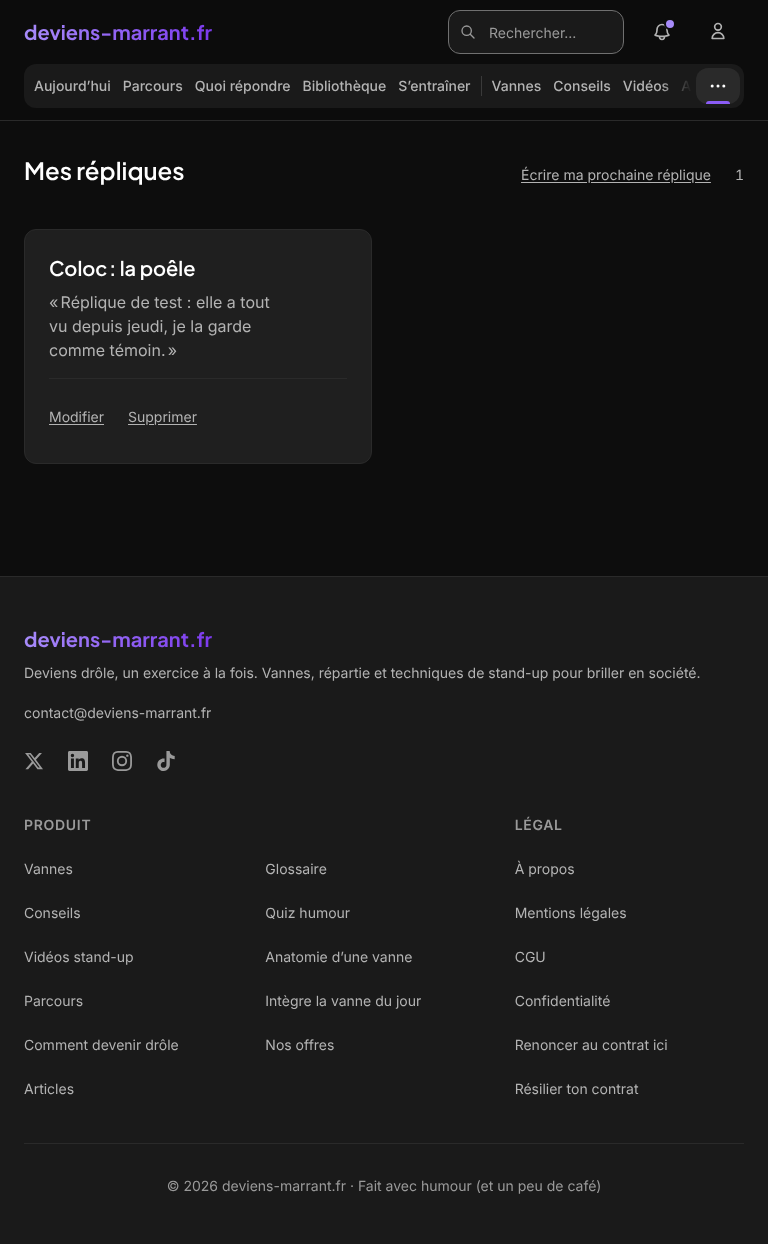 deviens-marrant.fr
Rechercher...
Aujourd’hui Parcours Quoi répondre Bibliothèque S’entraîner Vannes Conseils Vidéos A
Mes répliques
Écrire ma prochaine réplique 1
Coloc : la poêle
« Réplique de test : elle a tout
vu depuis jeudi, je la garde
comme témoin. »
Modifier Supprimer
deviens-marrant.fr
Deviens drôle, un exercice à la fois. Vannes, répartie et techniques de stand-up pour briller en société.
contact@deviens-marrant.fr
PRODUIT
Vannes
Conseils
Vidéos stand-up
Parcours
Comment devenir drôle
Articles
Glossaire
Quiz humour
Anatomie d’une vanne
Intègre la vanne du jour
Nos offres
LÉGAL
À propos
Mentions légales
CGU
Confidentialité
Renoncer au contrat ici
Résilier ton contrat
© 2026 deviens-marrant.fr · Fait avec humour (et un peu de café)